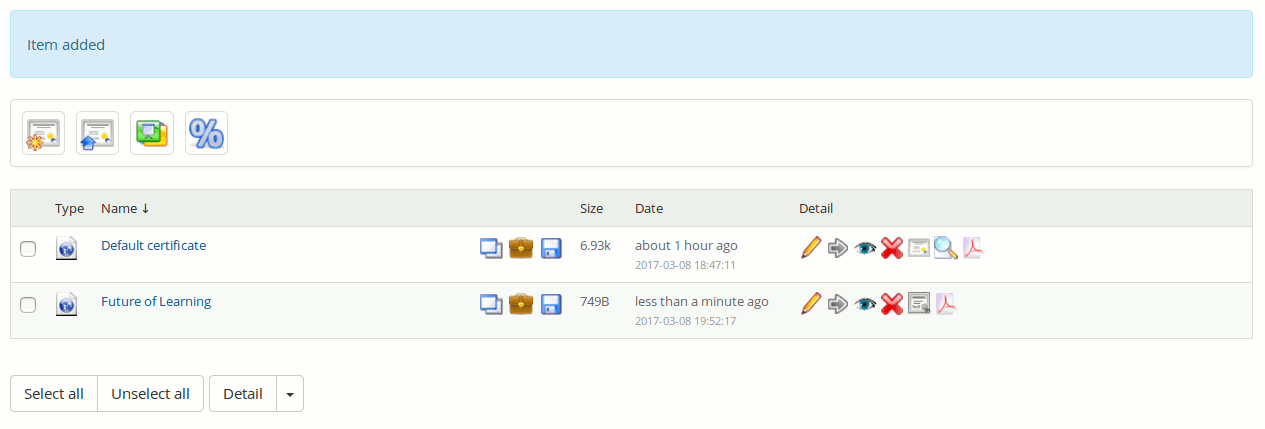 Item added
%
Type Name ↓ Size Date Detail
Default certificate 6.93k about 1 hour ago
2017-03-08 18:47:11
Future of Learning 749B less than a minute ago
2017-03-08 19:52:17
Select all Unselect all Detail